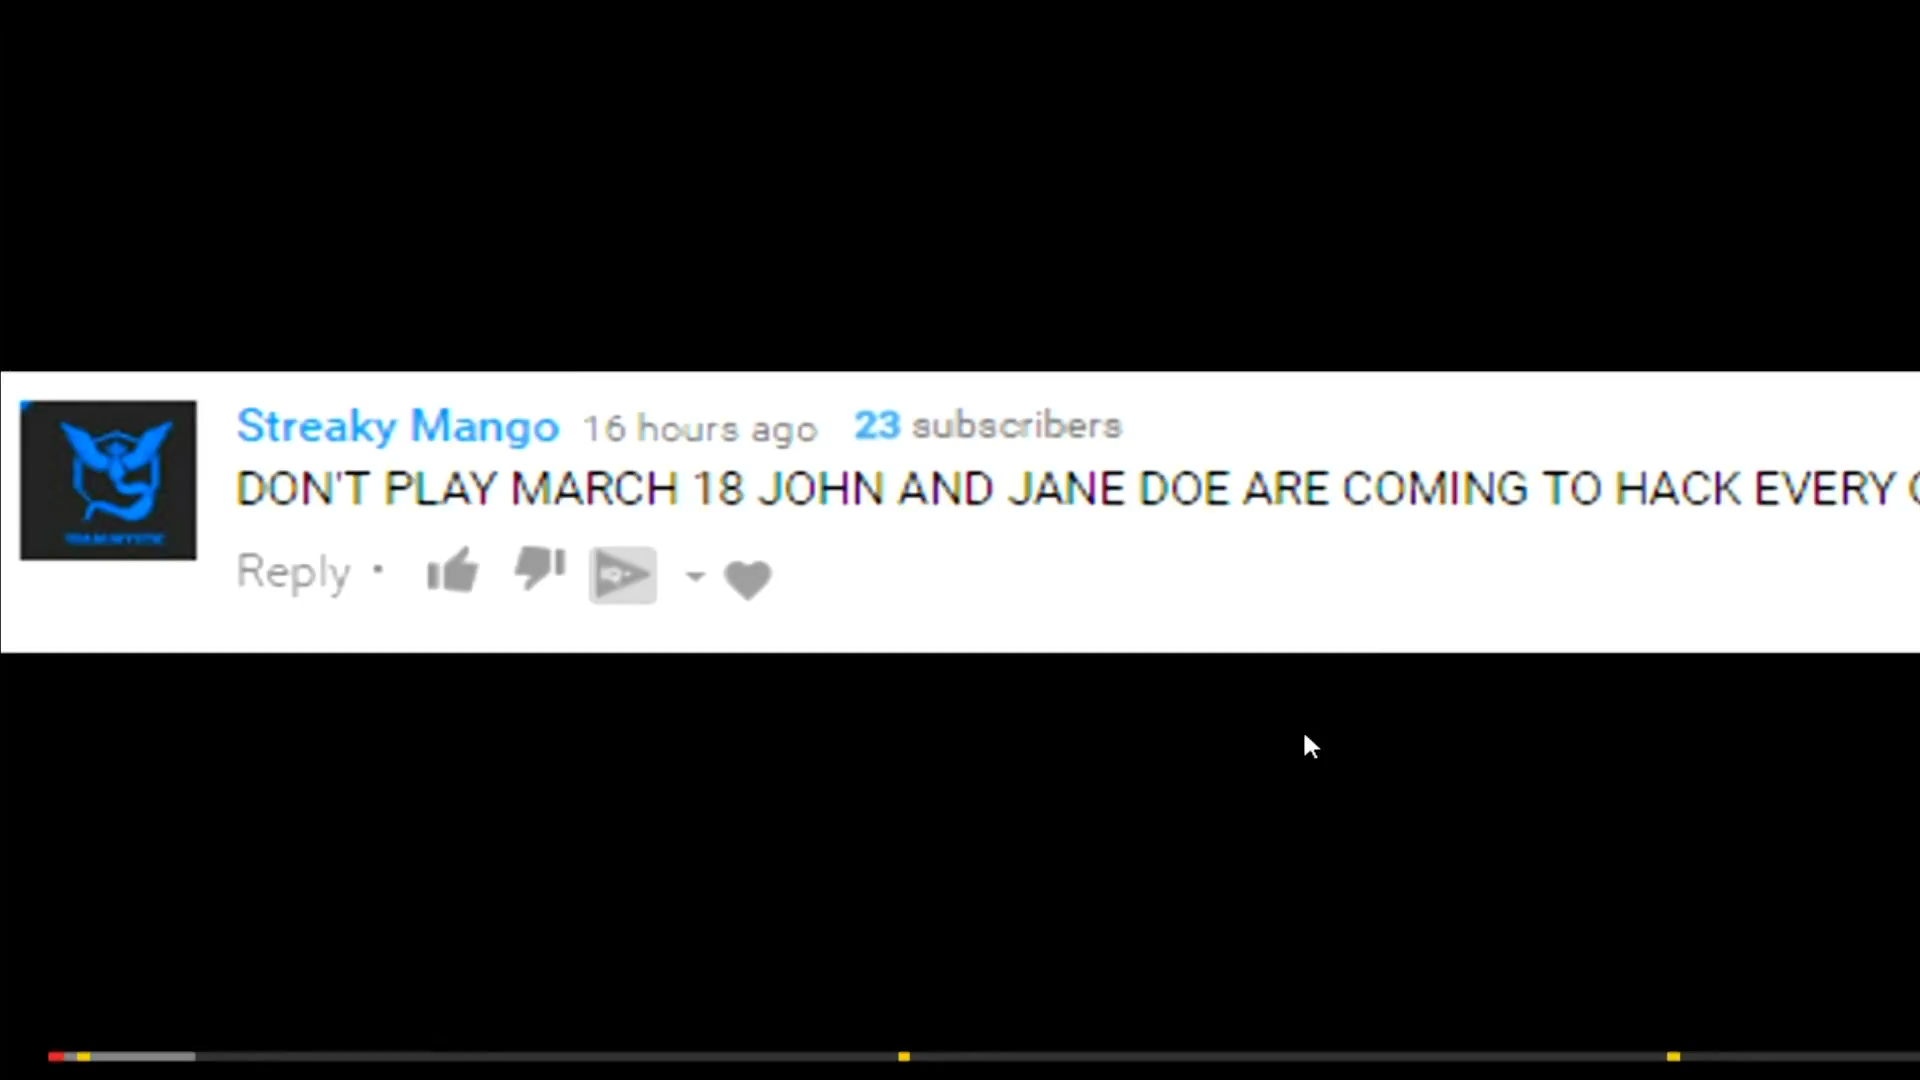 Streaky Mango 16 hours ago 23 subscribers
DON'T PLAY MARCH 18 JOHN AND JANE DOE ARE COMING TO HACK EVERY
Reply •